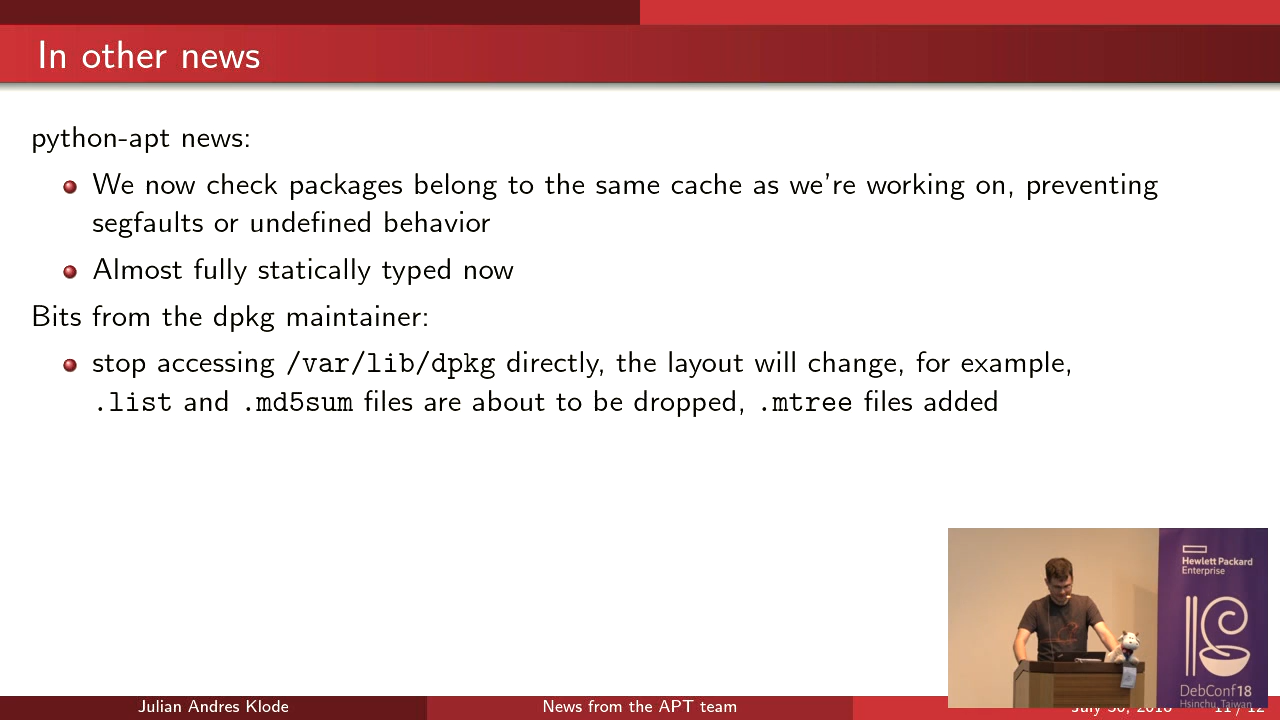 In other news
python-apt news:
We now check packages belong to the same cache as we're working on, preventing
segfaults or undefined behavior
Almost fully statically typed now
Bits from the dpkg maintainer:
stop accessing /var/lib/dpkg directly, the layout will change, for example,
.list and .md5sum files are about to be dropped, .mtree files added
Hewlett Packard
Enterprise
DebConf18
Hsinchu, Taiwan
Julian Andres Klode
News from the APT team